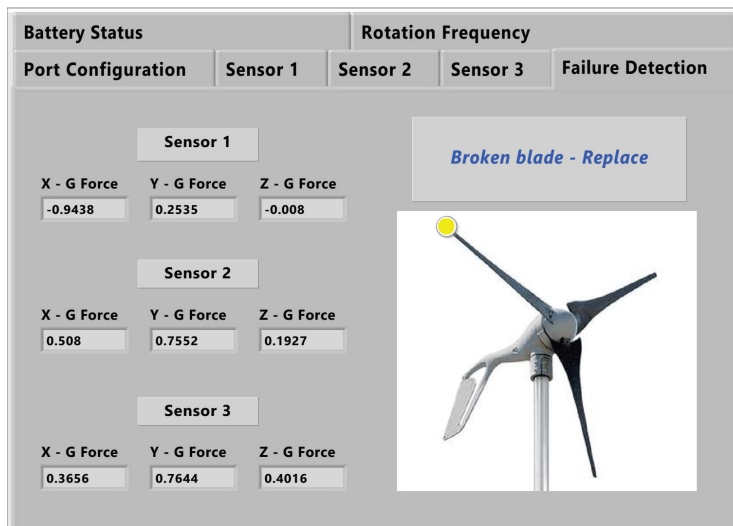 Battery Status Rotation Frequency
Port Configuration Sensor 1 Sensor 2 Sensor 3 Failure Detection
Sensor 1
X - G Force Y - G Force Z - G Force
-0.9438 0.2535 -0.008
Broken blade - Replace
Sensor 2
X - G Force Y - G Force Z - G Force
0.508 0.7552 0.1927
Sensor 3
X - G Force Y - G Force Z - G Force
0.3656 0.7644 0.4016